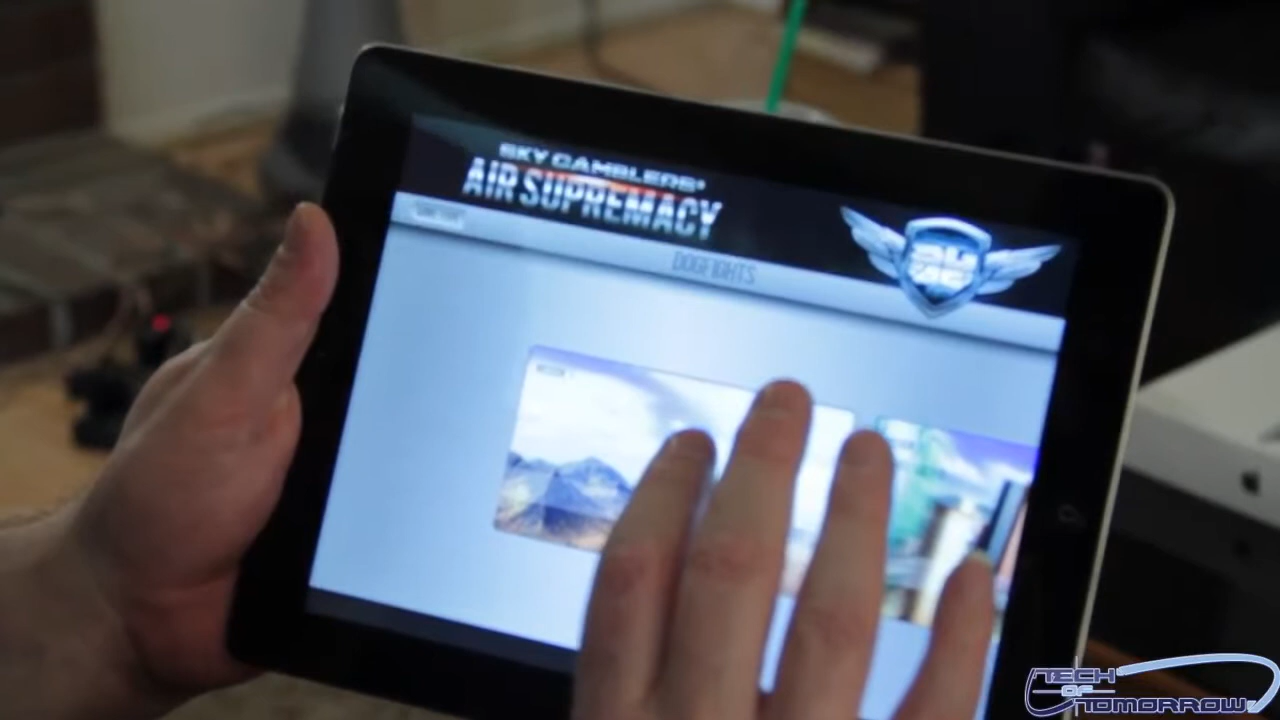 SKY GAMBLERS
AIR SUPREMACY
DOGFIGHTS
TECH
OF
TOMORROW